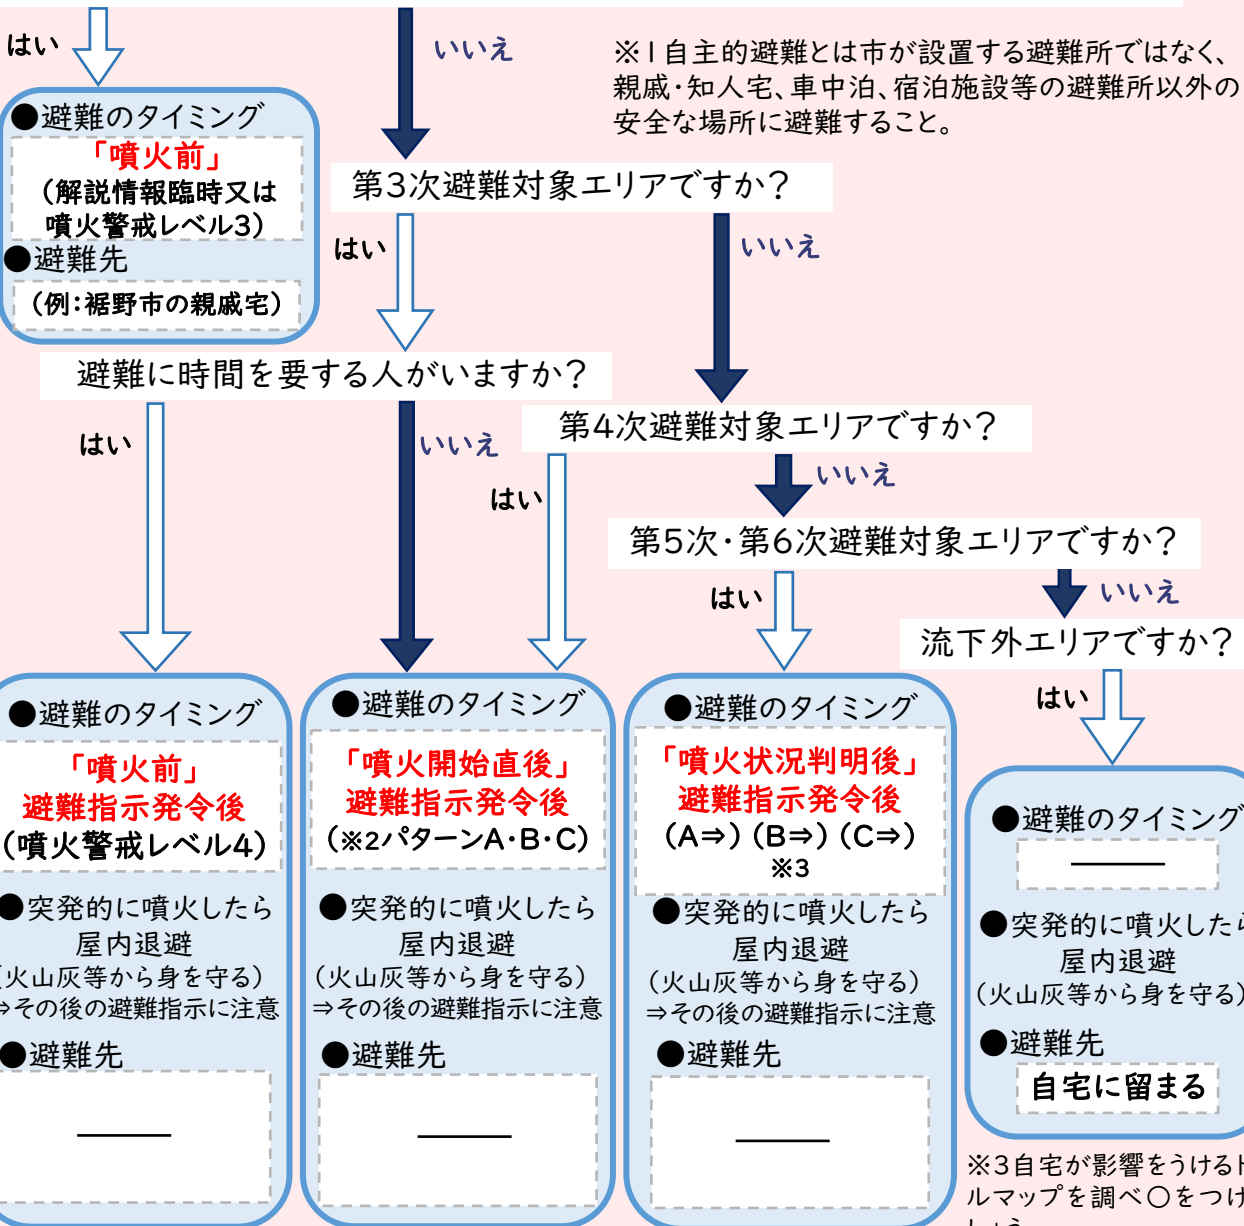 はい
いいえ
※1自主的避難とは市が設置する避難所ではなく、
親戚・知人宅、車中泊、宿泊施設等の避難所以外の
安全な場所に避難すること。
●避難のタイミング
「噴火前」
(解説情報臨時又は
噴火警戒レベル3)
●避難先
(例:裾野市の親戚宅)
第3次避難対象エリアですか?
はい
いいえ
避難に時間を要する人がいますか?
はい
いいえ
第4次避難対象エリアですか?
はい
いいえ
第5次・第6次避難対象エリアですか?
はい
いいえ
流下外エリアですか?
はい
●避難のタイミング
「噴火前」
避難指示発令後
(噴火警戒レベル4)
●突発的に噴火したら
屋内退避
(火山灰等から身を守る)
⇒その後の避難指示に注意
●避難先
●避難のタイミング
「噴火開始直後」
避難指示発令後
(※2パターンA・B・C)
●突発的に噴火したら
屋内退避
(火山灰等から身を守る)
⇒その後の避難指示に注意
●避難先
●避難のタイミング
「噴火状況判明後」
避難指示発令後
(A⇒)(B⇒)(C⇒)
※3
●突発的に噴火したら
屋内退避
(火山灰等から身を守る)
⇒その後の避難指示に注意
●避難先
●避難のタイミング
●突発的に噴火したら
屋内退避
(火山灰等から身を守る)
●避難先
自宅に留まる
※3自宅が影響をうける
ルマップを調べ〇をつけ